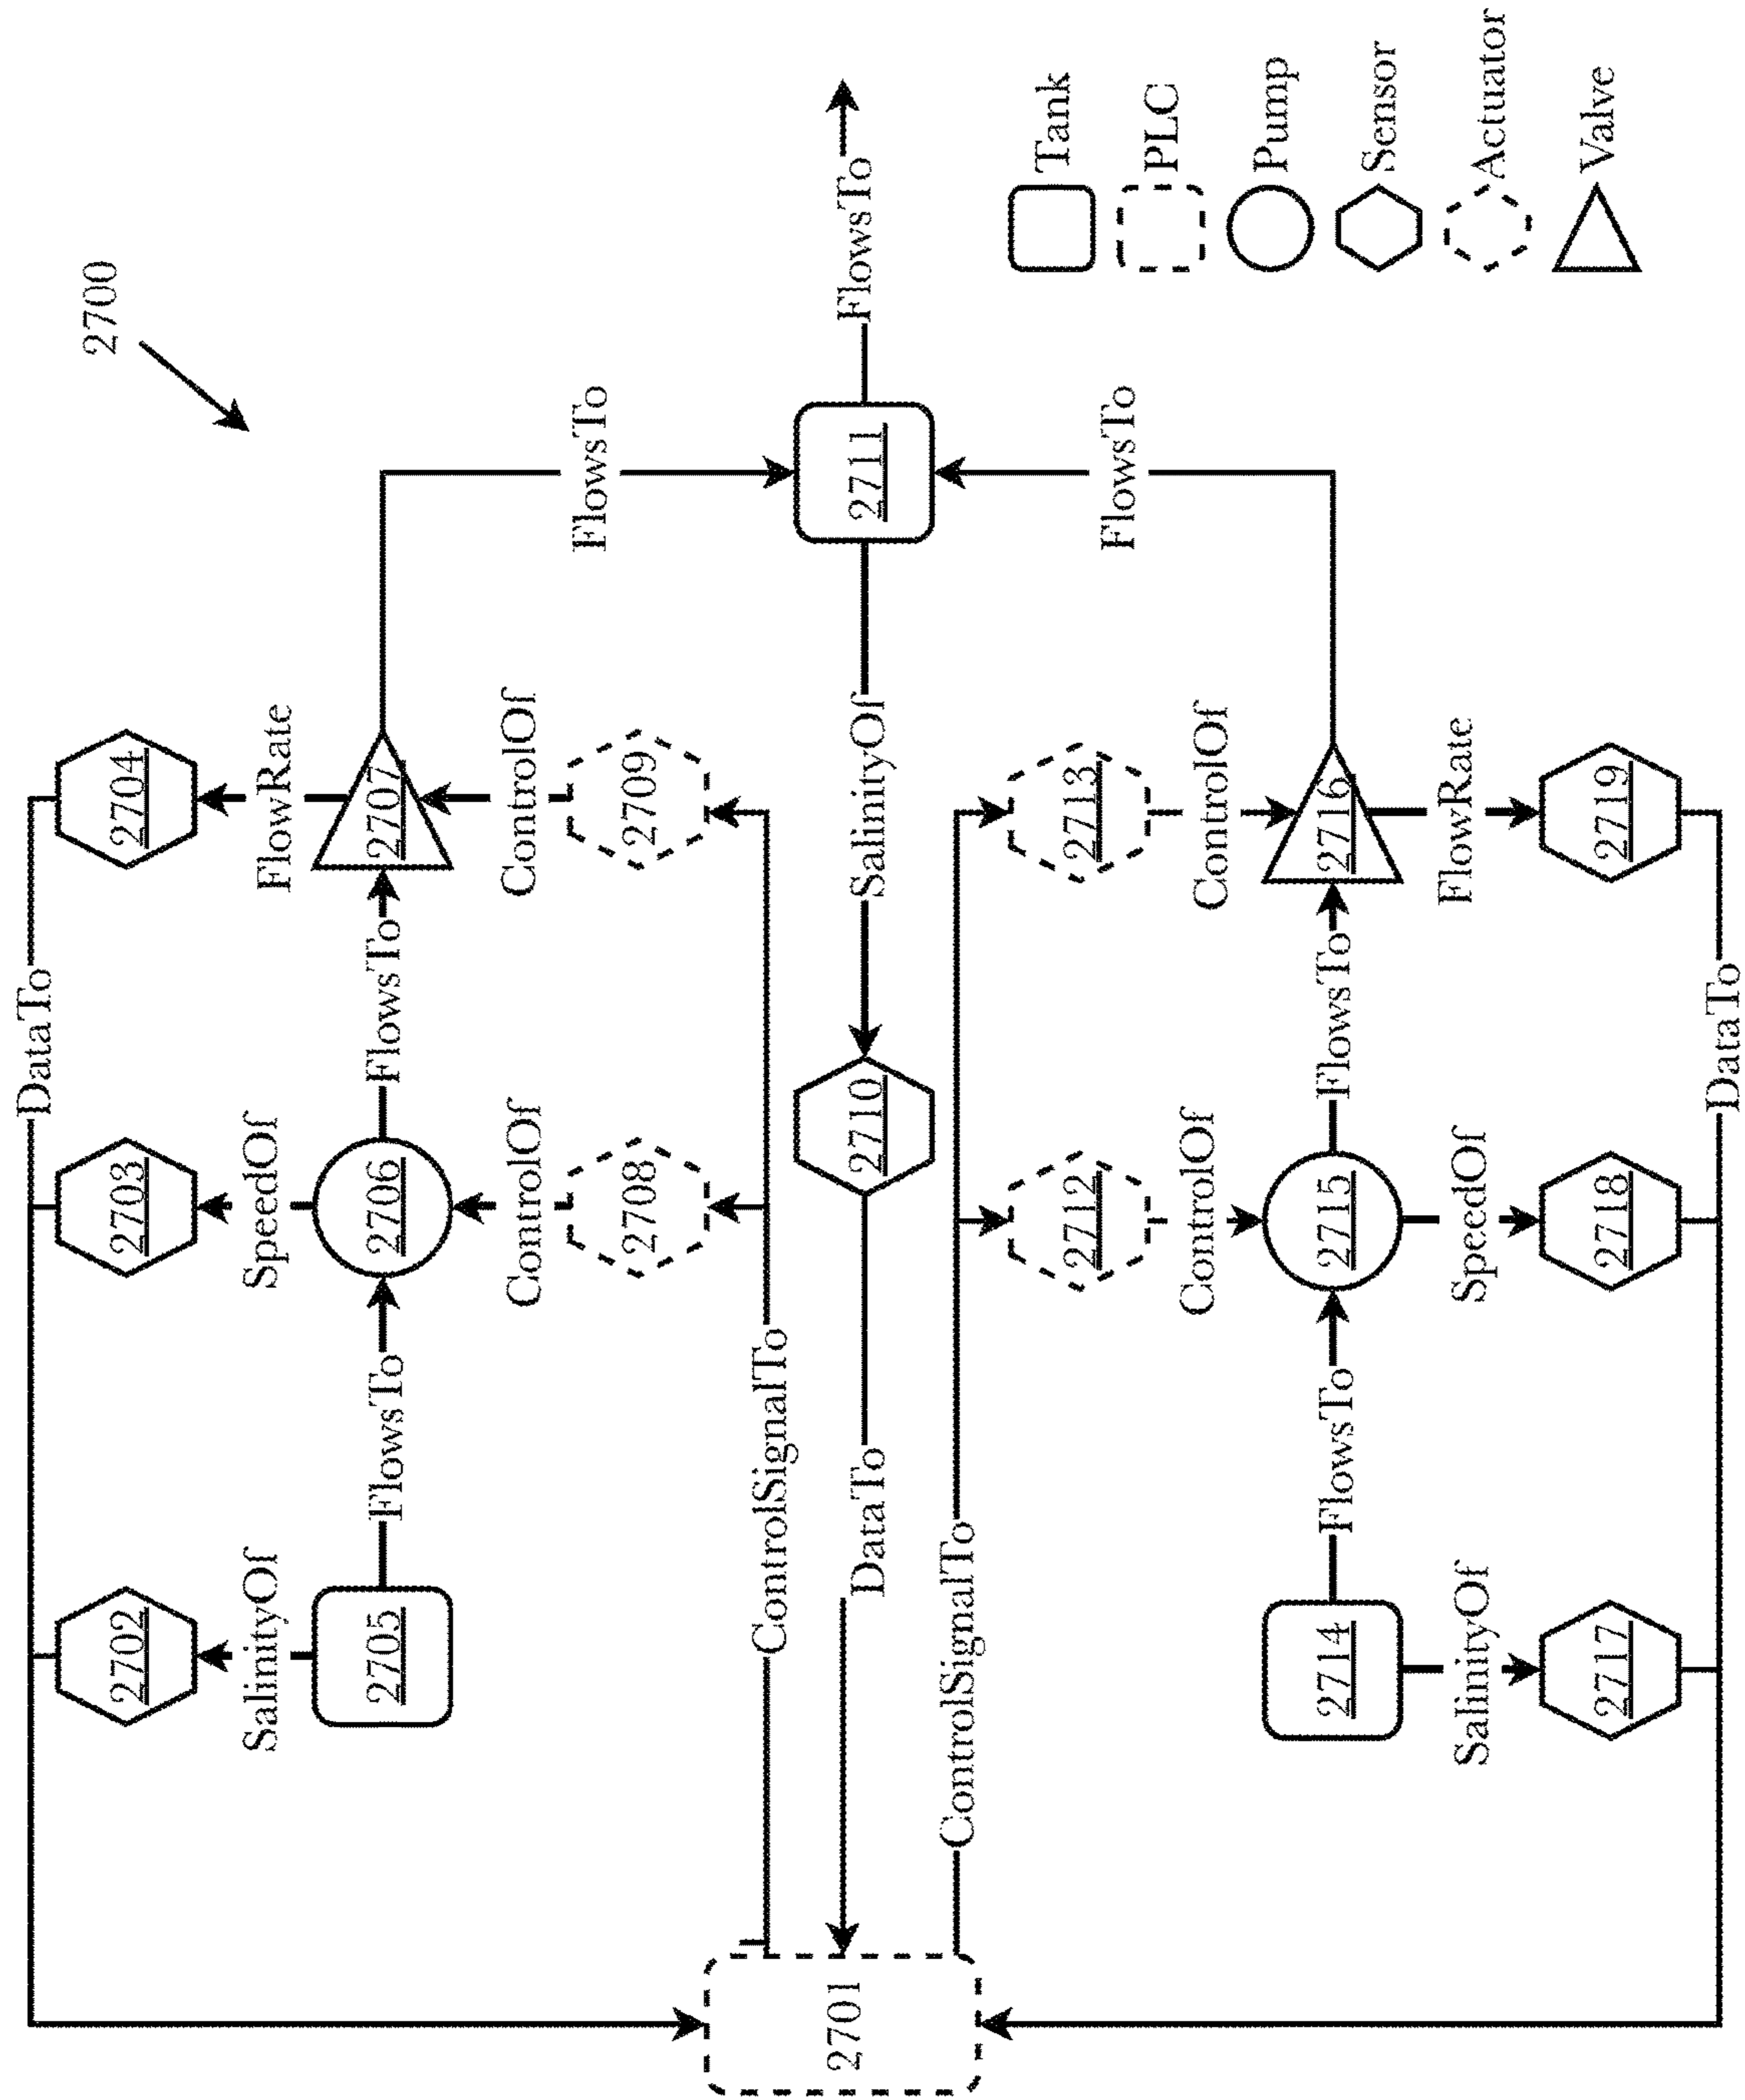 DataTo
2700
2702
2703
2704
SalinityOf
SpeedOf
FlowRate
2705
FlowsTo
2706
FlowsTo
2707
ControlOf
ControlOf
FlowsTo
2708
2709
ControlSignalTo
2701
DataTo
2710
SalinityOf
2711
FlowsTo
ControlSignalTo
2712
2713
FlowsTo
ControlOf
ControlOf
2714
FlowsTo
2715
FlowsTo
2716
SalinityOf
SpeedOf
FlowRate
2717
2718
2719
DataTo
Tank
PLC
Pump
Sensor
Actuator
Valve